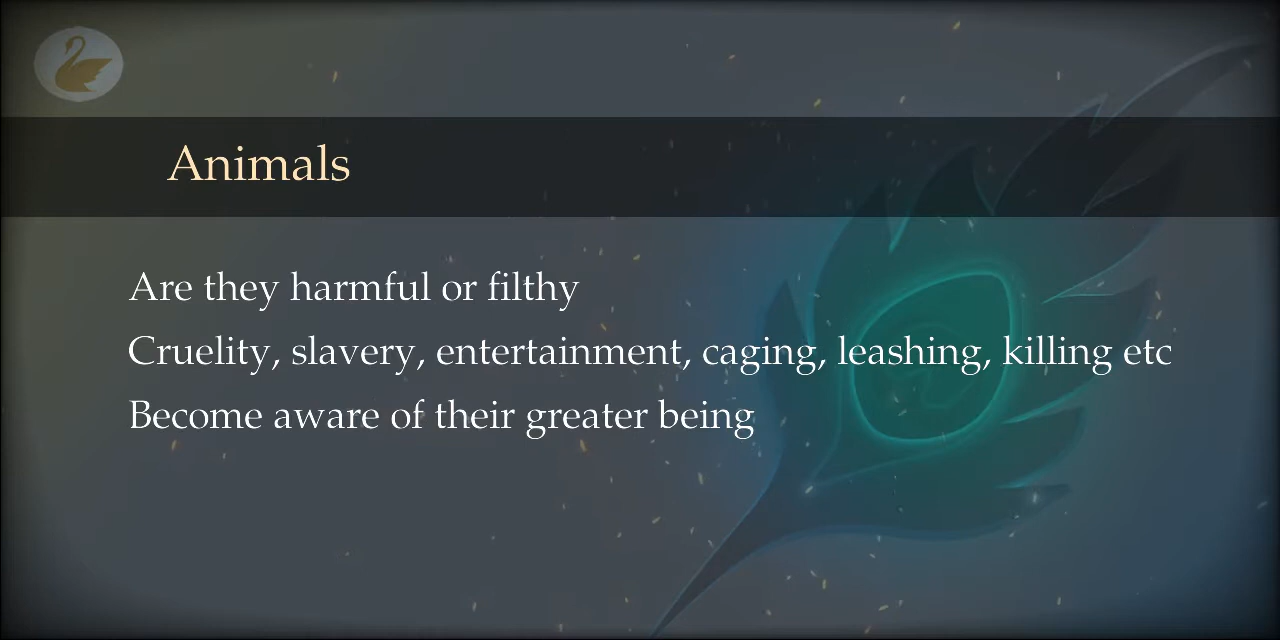 Animals
Are they harmful or filthy
Cruelity, slavery, entertainment, caging, leashing, killing etc
Become aware of their greater being